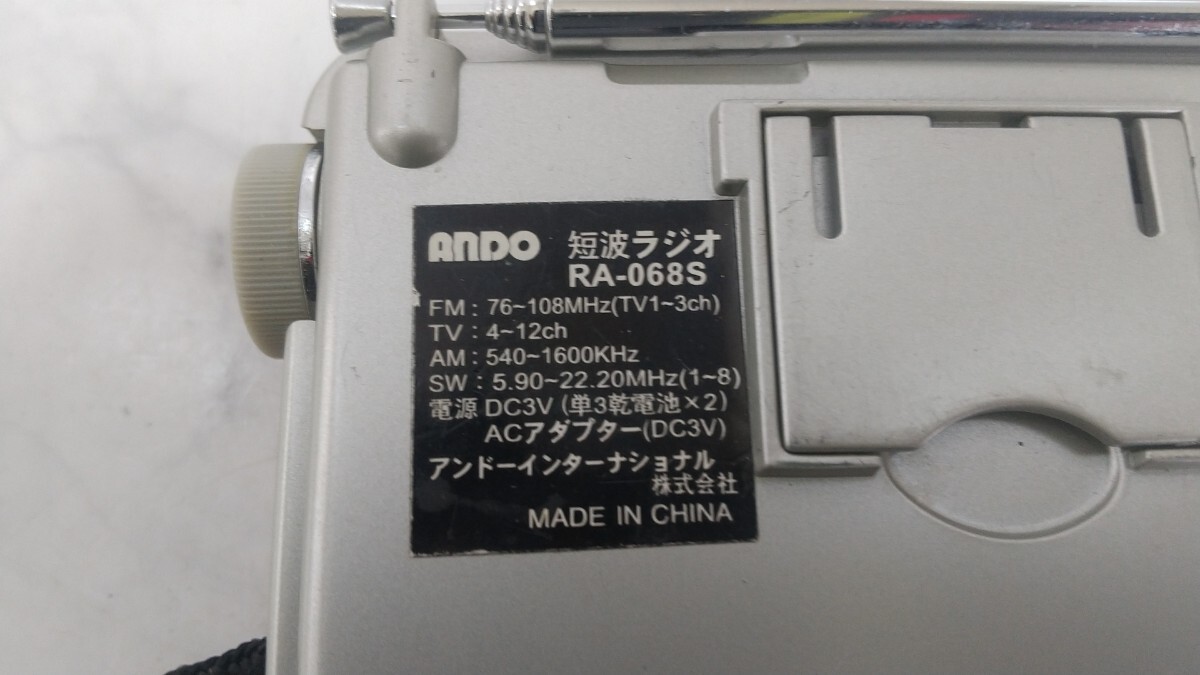 ANDO 短波ラジオ
RA-068S
FM : 76~108MHz(TV1~3ch)
TV : 4~12ch
AM : 540~1600KHz
SW : 5.90~22.20MHz(1~8)
電源 DC3V (単3乾電池×2)
ACアダプター(DC3V)
アンドーインターナショナル
株式会社
MADE IN CHINA